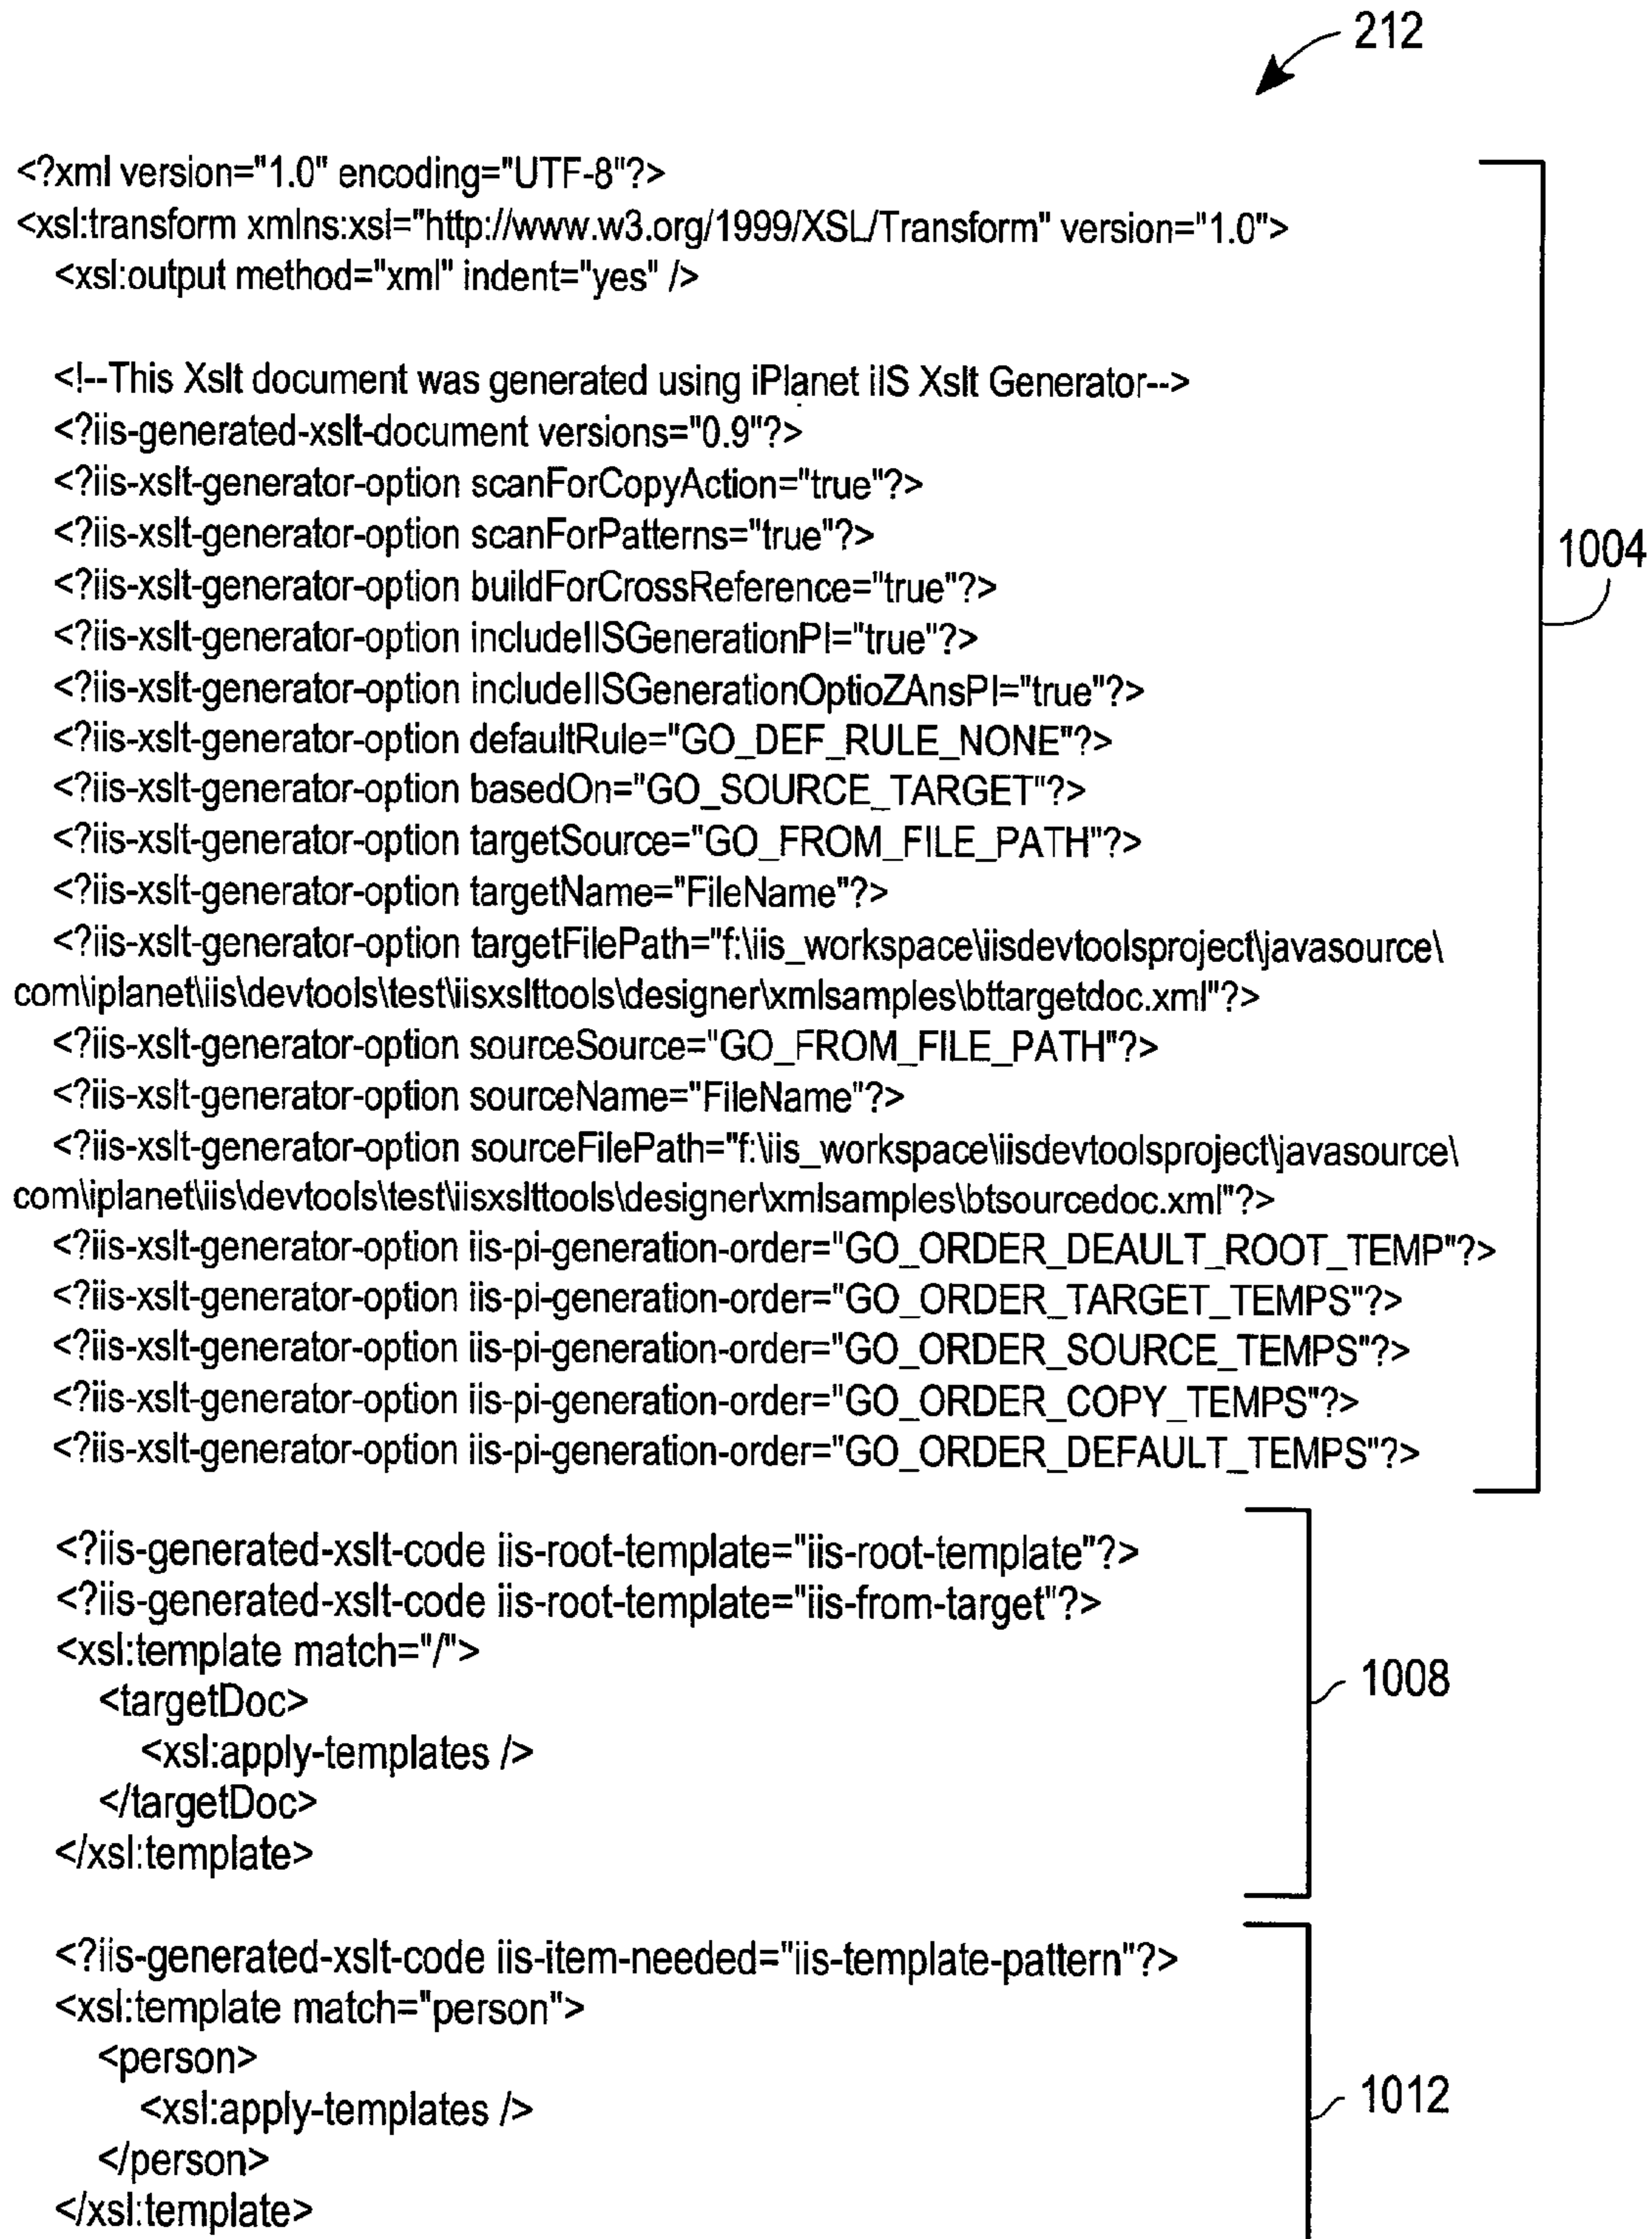 212
<?xml version="1.0" encoding="UTF-8"?>
<xsl:transform xmlns:xsl="http://www.w3.org/1999/XSL/Transform" version="1.0">
<xsl:output method="xml" indent="yes" />
<!--This Xslt document was generated using iPlanet iIS Xslt Generator-->
<?iis-generated-xslt-document versions="0.9"?>
<?iis-xslt-generator-option scanForCopyAction="true"?>
<?iis-xslt-generator-option scanForPatterns="true"?>
1004
<?iis-xslt-generator-option buildForCrossReference="true"?>
<?iis-xslt-generator-option includeIISGenerationPI="true"?>
<?iis-xslt-generator-option includeIISGenerationOptioZAnsPI="true"?>
<?iis-xslt-generator-option defaultRule="GO_DEF_RULE_NONE"?>
<?iis-xslt-generator-option basedOn="GO_SOURCE_TARGET"?>
<?iis-xslt-generator-option targetSource="GO_FROM_FILE_PATH"?>
<?iis-xslt-generator-option targetName="FileName"?>
<?iis-xslt-generator-option targetFilePath="f:\iis_workspace\iisdevtoolsproject\javasource\
com\iplanet\iis\devtools\test\iisxslttools\designer\xmlsamples\bttargetdoc.xml"?>
<?iis-xslt-generator-option sourceSource="GO_FROM_FILE_PATH"?>
<?iis-xslt-generator-option sourceName="FileName"?>
<?iis-xslt-generator-option sourceFilePath="f:\iis_workspace\iisdevtoolsproject\javasource\
com\iplanet\iis\devtools\test\iisxslttools\designer\xmlsamples\btsourcedoc.xml"?>
<?iis-xslt-generator-option iis-pi-generation-order="GO_ORDER_DEAULT_ROOT_TEMP"?>
<?iis-xslt-generator-option iis-pi-generation-order="GO_ORDER_TARGET_TEMPS"?>
<?iis-xslt-generator-option iis-pi-generation-order="GO_ORDER_SOURCE_TEMPS"?>
<?iis-xslt-generator-option iis-pi-generation-order="GO_ORDER_COPY_TEMPS"?>
<?iis-xslt-generator-option iis-pi-generation-order="GO_ORDER_DEFAULT_TEMPS"?>
<?iis-generated-xslt-code iis-root-template="iis-root-template"?>
<?iis-generated-xslt-code iis-root-template="iis-from-target"?>
<xsl:template match="/">
<targetDoc>
1008
<xsl:apply-templates />
</targetDoc>
</xsl:template>
<?iis-generated-xslt-code iis-item-needed="iis-template-pattern"?>
<xsl:template match="person">
<person>
<xsl:apply-templates />
1012
</person>
</xsl:template>